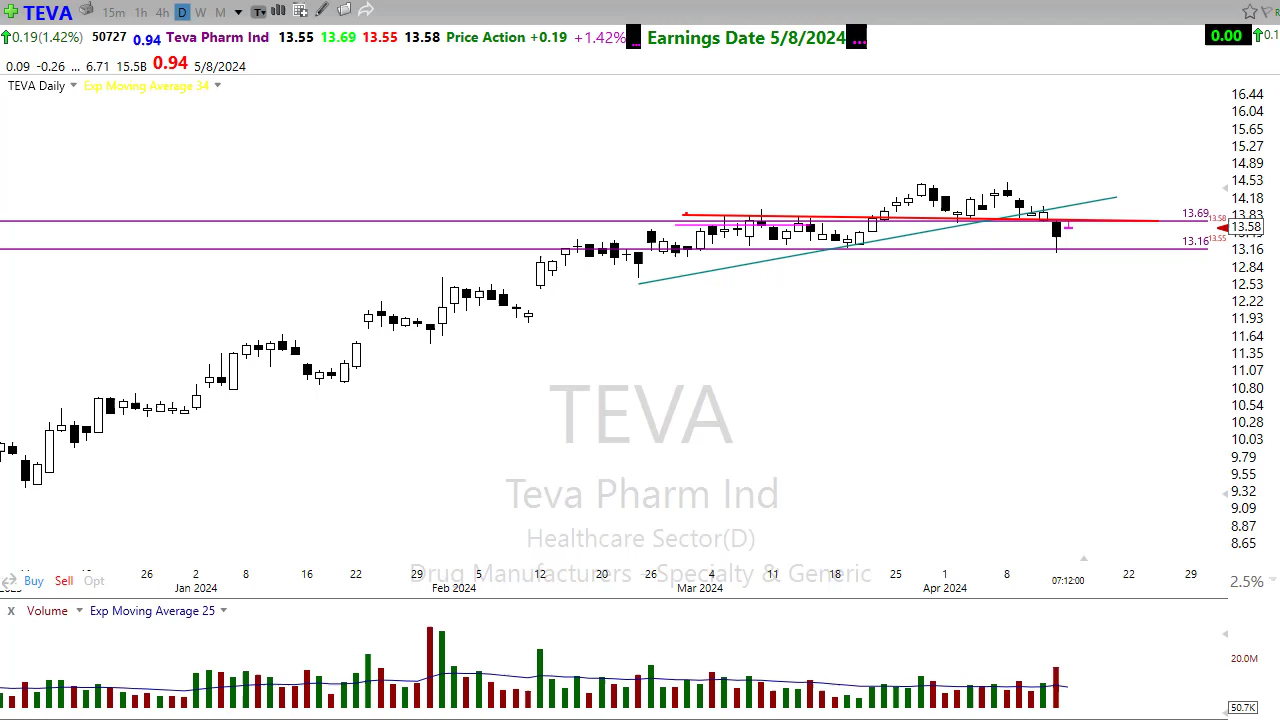 TEVA 15m 1h 4h D W M T
0.19(1.42%) 50727 0.94 Teva Pharm Ind 13.55 13.69 13.55 13.58 Price Action +0.19 +1.42% ... Earnings Date 5/8/2024 ... 0.00
0.09 -0.26 ... 6.71 15.5B 0.94 5/8/2024
TEVA Daily Exp Moving Average 34
16.44
16.04
15.65
15.27
14.89
14.53
14.18
13.83
13.69
13.58
13.58
13.55
13.16
13.16
12.84
12.53
12.22
11.93
11.64
11.35
11.07
10.80
10.54
10.28
10.03
9.79
9.55
9.32
9.09
8.87
8.65
TEVA
Teva Pharm Ind
Healthcare Sector(D)
Drug Manufacturers - Specialty & Generic
Buy Sell Opt
26 2 8 16 22 29 5 12 20 26 4 11 18 25 1 8 22 29
Jan 2024 Feb 2024 Mar 2024 Apr 2024 07:12:00
2.5%
X Volume Exp Moving Average 25
20.0M
50.7K